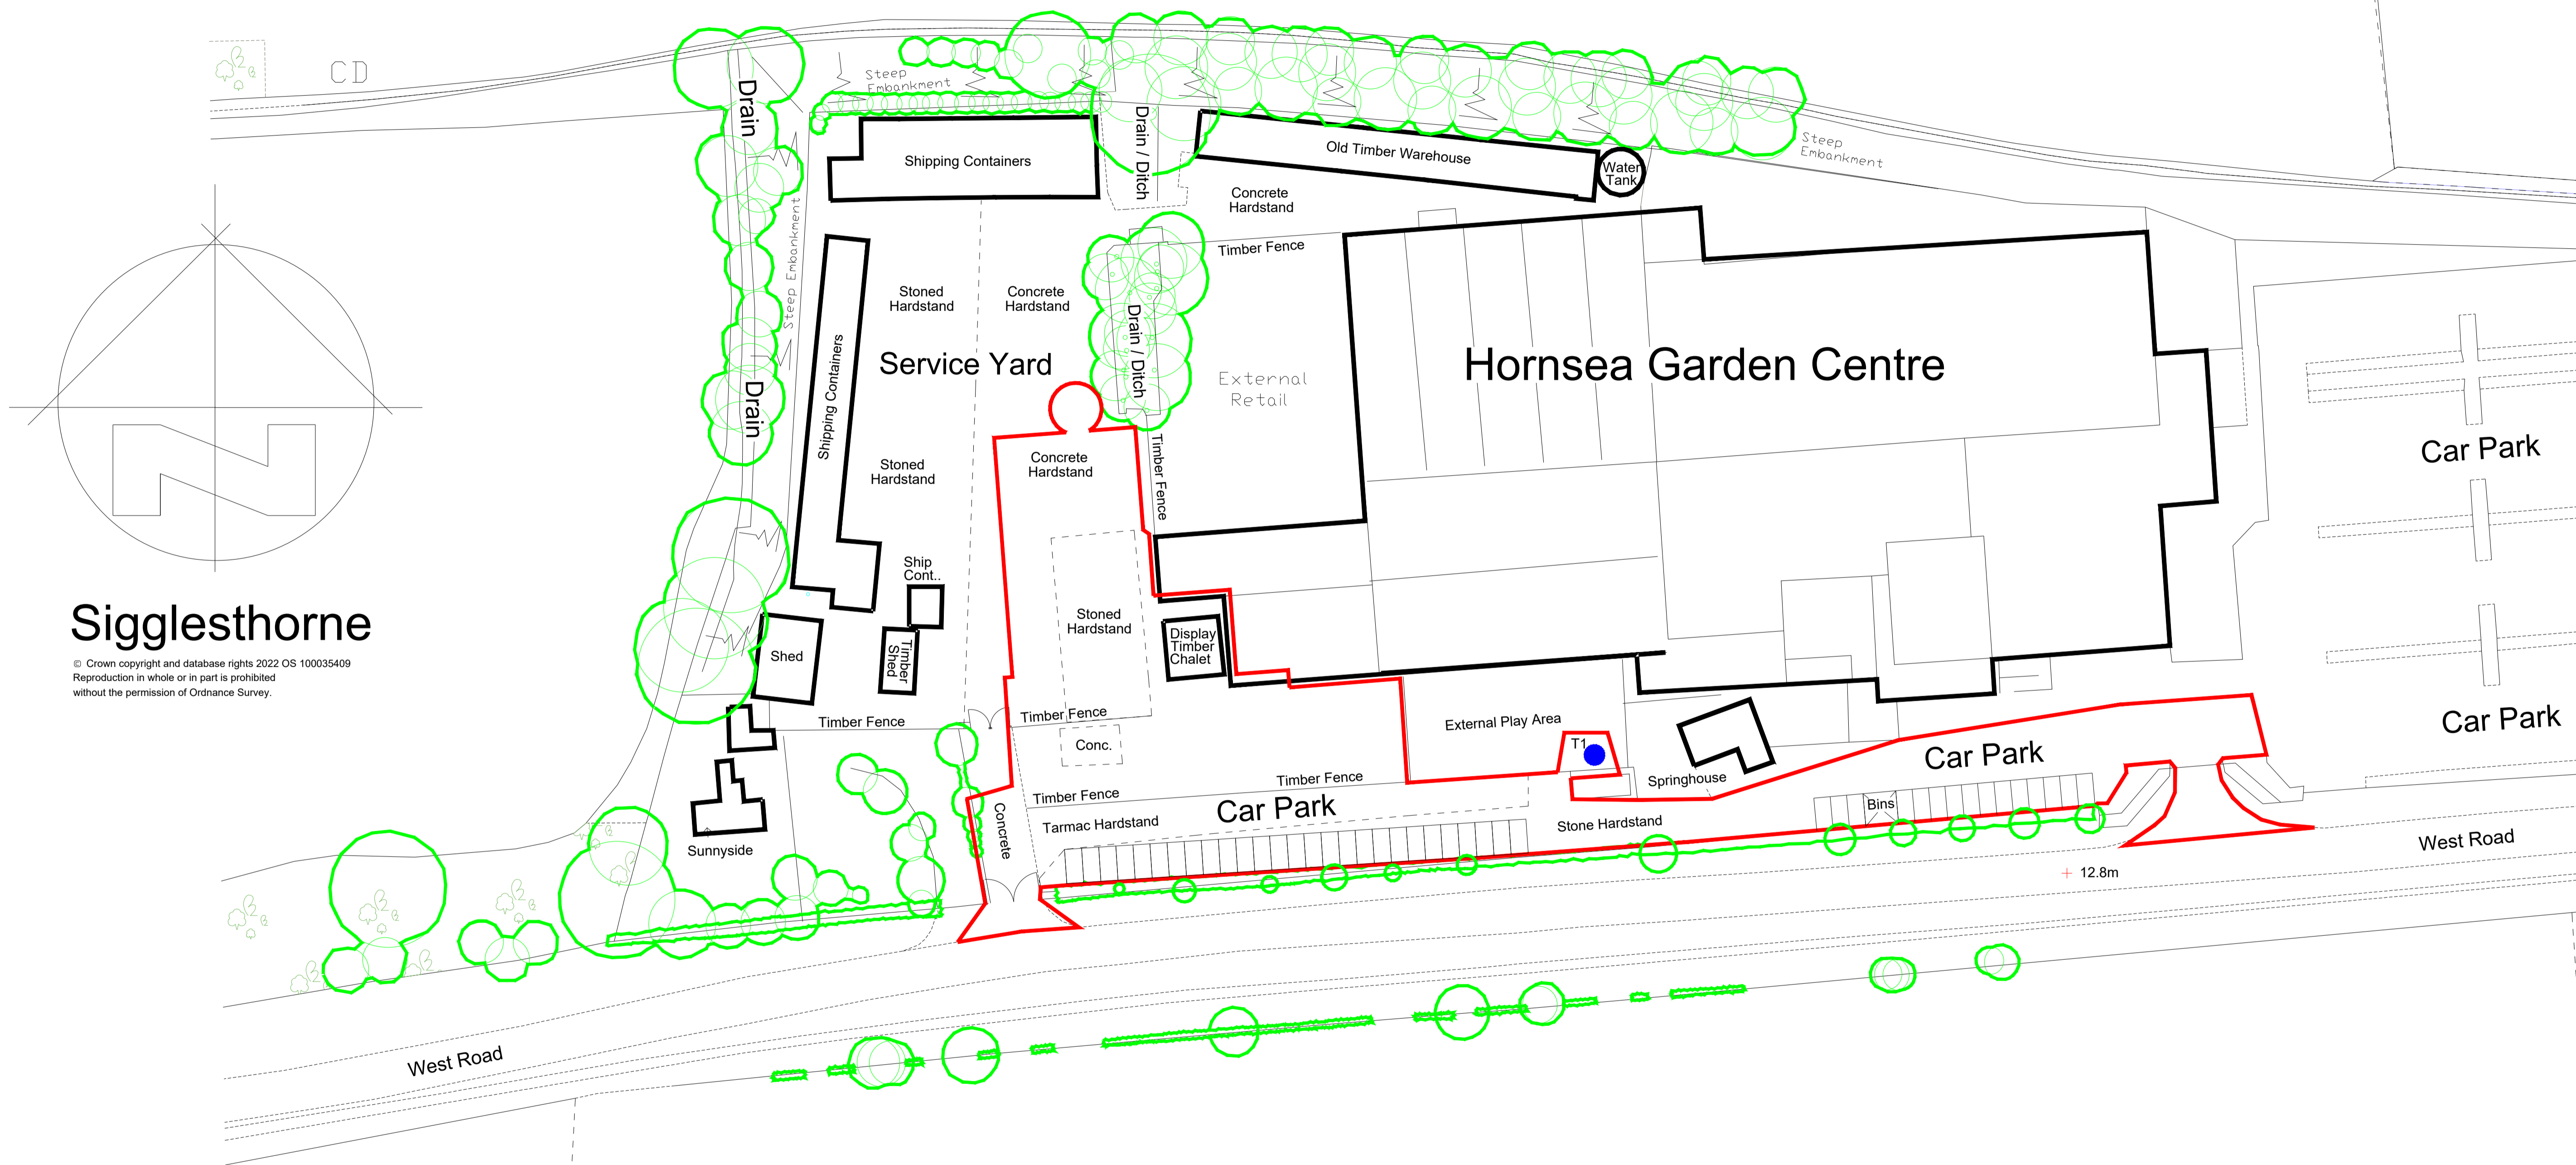 CD
Drain
Steep
Embankment
Shipping Containers
Drain / Ditch
Old Timber Warehouse
Water
Tank
Steep
Embankment
Concrete
Hardstand
Timber Fence
Steep Embankment
Stoned
Hardstand
Concrete
Hardstand
Drain / Ditch
Service Yard
Shipping Containers
External
Retail
Hornsea Garden Centre
Drain
Car Park
Stoned
Hardstand
Concrete
Hardstand
Timber Fence
N
Sigglesthorne
© Crown copyright and database rights 2022 OS 100035409
Reproduction in whole or in part is prohibited
without the permission of Ordnance Survey.
Ship
Cont..
Stoned
Hardstand
Display
Timber
Chalet
Shed
Timber
Shed
Timber Fence
Timber Fence
External Play Area
T1
Car Park
Conc.
Car Park
Springhouse
Timber Fence
Timber Fence
Bins
Car Park
Concrete
Tarmac Hardstand
Stone Hardstand
Sunnyside
West Road
12.8m
West Road